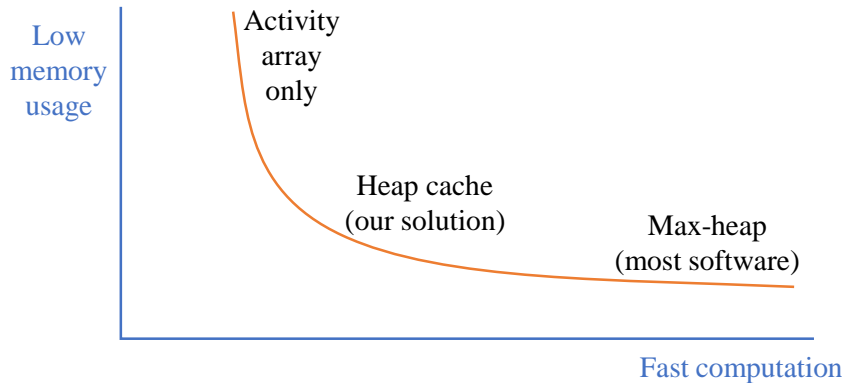 Low
memory
usage
Activity
array
only
Heap cache
(our solution)
Max-heap
(most software)
Fast computation